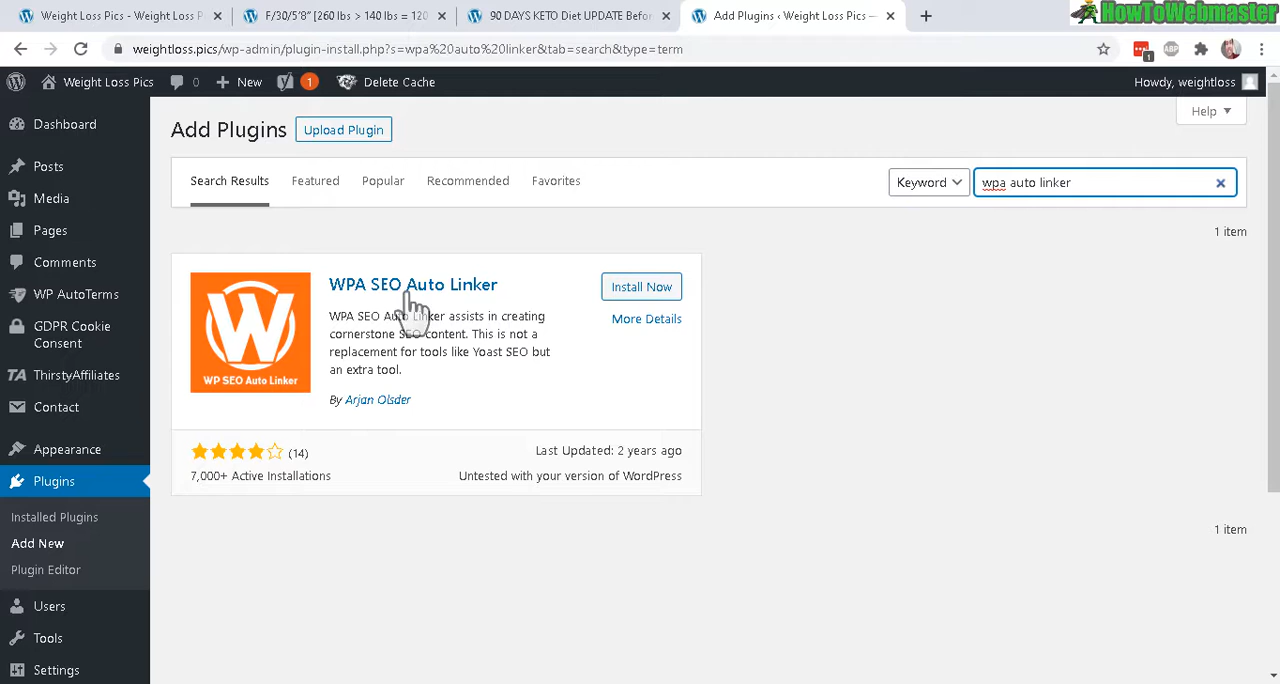 Weight Loss Pics - Weight Loss P
F/30/5'8" [260 lbs > 140 lbs = 120
90 DAYS KETO Diet UPDATE Befor
Add Plugins ‹ Weight Loss Pics —
HowToWebmaster
weightloss.pics/wp-admin/plugin-install.php?s=wpa%20auto%20linker&tab=search&type=term
1
ABP
Weight Loss Pics
0
New
1
Delete Cache
Howdy, weightloss
Dashboard
Posts
Media
Pages
Comments
WP AutoTerms
GDPR Cookie
Consent
ThirstyAffiliates
Contact
Appearance
Plugins
Installed Plugins
Add New
Plugin Editor
Users
Tools
Settings
Add Plugins
Upload Plugin
Help
Search Results
Featured
Popular
Recommended
Favorites
Keyword
wpa auto linker
1 item
WP SEO Auto Linker
WPA SEO Auto Linker
Install Now
More Details
WPA SEO Auto Linker assists in creating
cornerstone SEO content. This is not a
replacement for tools like Yoast SEO but
an extra tool.
By Arjan Olsder
(14)
7,000+ Active Installations
Last Updated: 2 years ago
Untested with your version of WordPress
1 item